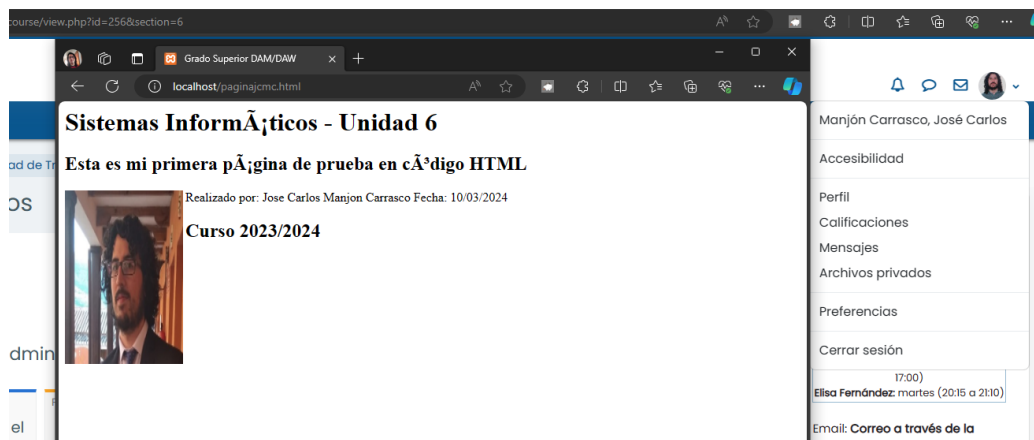 course/view.php?id=256&section=6
Grado Superior DAM/DAW
localhost/paginajcmc.html
Sistemas InformÃ¡ticos - Unidad 6
Esta es mi primera pÃ¡gina de prueba en cÃ³digo HTML
Realizado por: Jose Carlos Manjon Carrasco Fecha: 10/03/2024
Curso 2023/2024
ad de Tr
os
dmin
el
Manjón Carrasco, José Carlos
Accesibilidad
Perfil
Calificaciones
Mensajes
Archivos privados
Preferencias
Cerrar sesión
17:00)
Elisa Fernández: martes (20:15 a 21:10)
Email: Correo a través de la